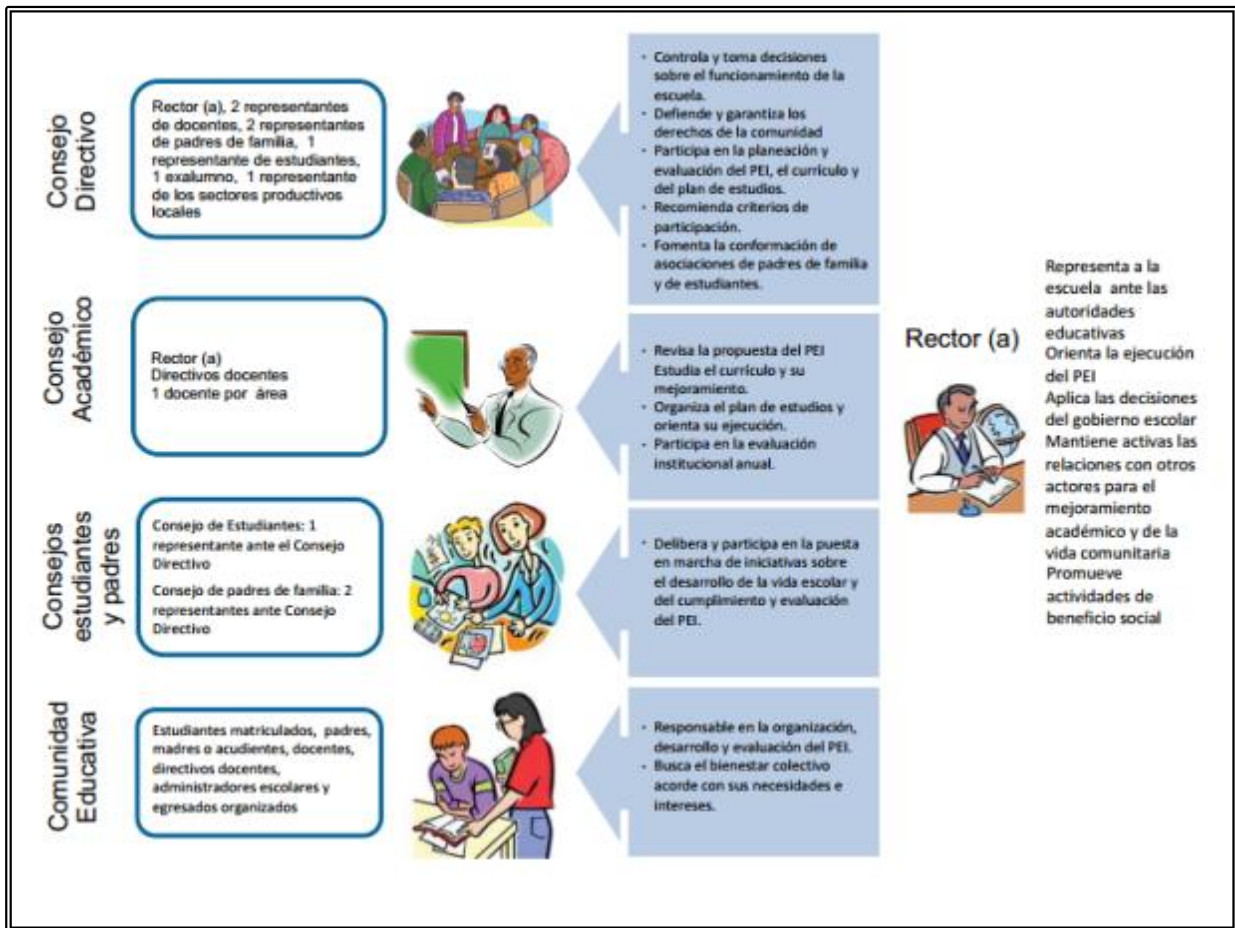 Consejo
Directivo
Rector (a), 2 representantes
de docentes, 2 representantes
de padres de familia, 1
representante de estudiantes,
1 exalumno, 1 representante
de los sectores productivos
locales
• Controla y toma decisiones
sobre el funcionamiento de la
escuela.
• Defiende y garantiza los
derechos de la comunidad
• Participa en la planeación y
evaluación del PEI, el currículo y
del plan de estudios.
• Recomienda criterios de
participación.
• Fomenta la conformación de
asociaciones de padres de familia
y de estudiantes.
Consejo
Académico
Rector (a)
Directivos docentes
1 docente por área
• Revisa la propuesta del PEI
Estudia el currículo y su
mejoramiento.
• Organiza el plan de estudios y
orienta su ejecución.
• Participa en la evaluación
institucional anual.
Consejos
estudiantes
y padres
Consejo de Estudiantes: 1
representante ante el Consejo
Directivo
Consejo de padres de familia: 2
representantes ante Consejo
Directivo
• Delibera y participa en la puesta
en marcha de iniciativas sobre
el desarrollo de la vida escolar y
del cumplimiento y evaluación
del PEI.
Comunidad
Educativa
Estudiantes matriculados, padres,
madres o acudientes, docentes,
directivos docentes,
administradores escolares y
egresados organizados
• Responsable en la organización,
desarrollo y evaluación del PEI.
• Busca el bienestar colectivo
acorde con sus necesidades e
intereses.
Rector (a)
Representa a la
escuela ante las
autoridades
educativas
Orienta la ejecución
del PEI
Aplica las decisiones
del gobierno escolar
Mantiene activas las
relaciones con otros
actores para el
mejoramiento
académico y de la
vida comunitaria
Promueve
actividades de
beneficio social